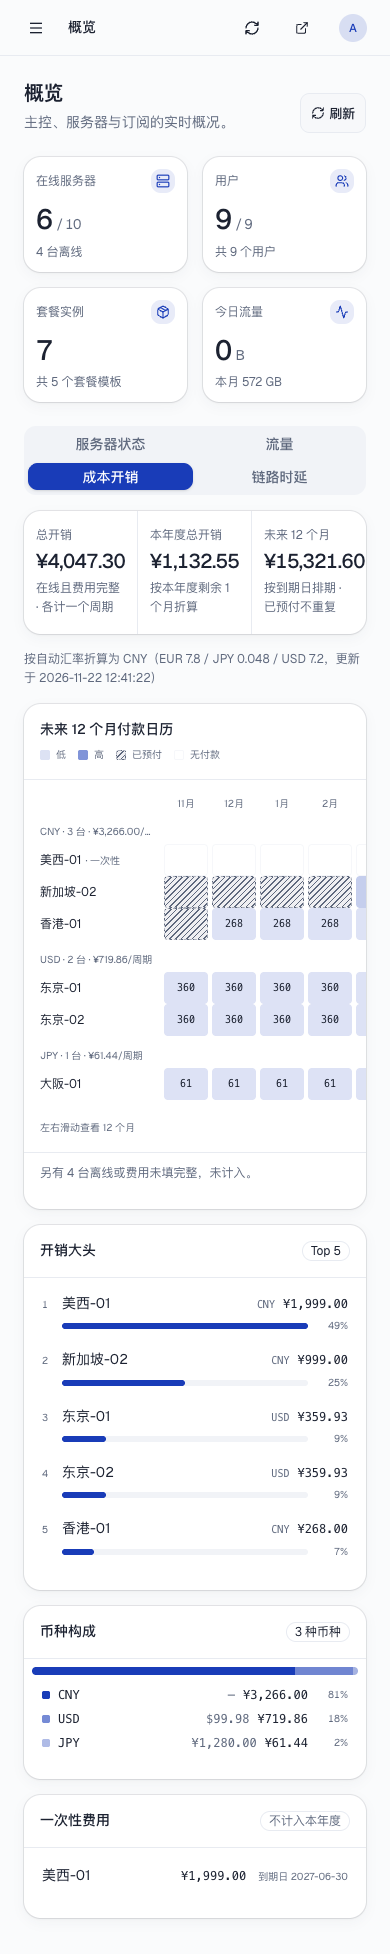 概览
A
概览
主控、服务器与订阅的实时概况。
刷新
在线服务器
6 / 10
4 台离线
用户
9 / 9
共 9 个用户
套餐实例
7
共 5 个套餐模板
今日流量
0 B
本月 572 GB
服务器状态
流量
成本开销
链路时延
总开销
¥4,047.30
在线且费用完整
· 各计一个周期
本年度总开销
¥1,132.55
按本年度剩余 1
个月折算
未来 12 个月
¥15,321.60
按到期日排期 ·
已预付不重复
按自动汇率折算为 CNY（EUR 7.8 / JPY 0.048 / USD 7.2，更新
于 2026-11-22 12:41:22）
未来 12 个月付款日历
低 高 已预付 无付款
11月 12月 1月 2月
CNY · 3 台 · ¥3,266.00/...
美西-01 · 一次性
新加坡-02
香港-01 268 268 268
USD · 2 台 · ¥719.86/周期
东京-01 360 360 360 360
东京-02 360 360 360 360
JPY · 1 台 · ¥61.44/周期
大阪-01 61 61 61 61
左右滑动查看 12 个月
另有 4 台离线或费用未填完整，未计入。
开销大头 Top 5
1 美西-01 CNY ¥1,999.00
49%
2 新加坡-02 CNY ¥999.00
25%
3 东京-01 USD ¥359.93
9%
4 东京-02 USD ¥359.93
9%
5 香港-01 CNY ¥268.00
7%
币种构成 3 种币种
CNY — ¥3,266.00 81%
USD $99.98 ¥719.86 18%
JPY ¥1,280.00 ¥61.44 2%
一次性费用 不计入本年度
美西-01 ¥1,999.00 到期日 2027-06-30